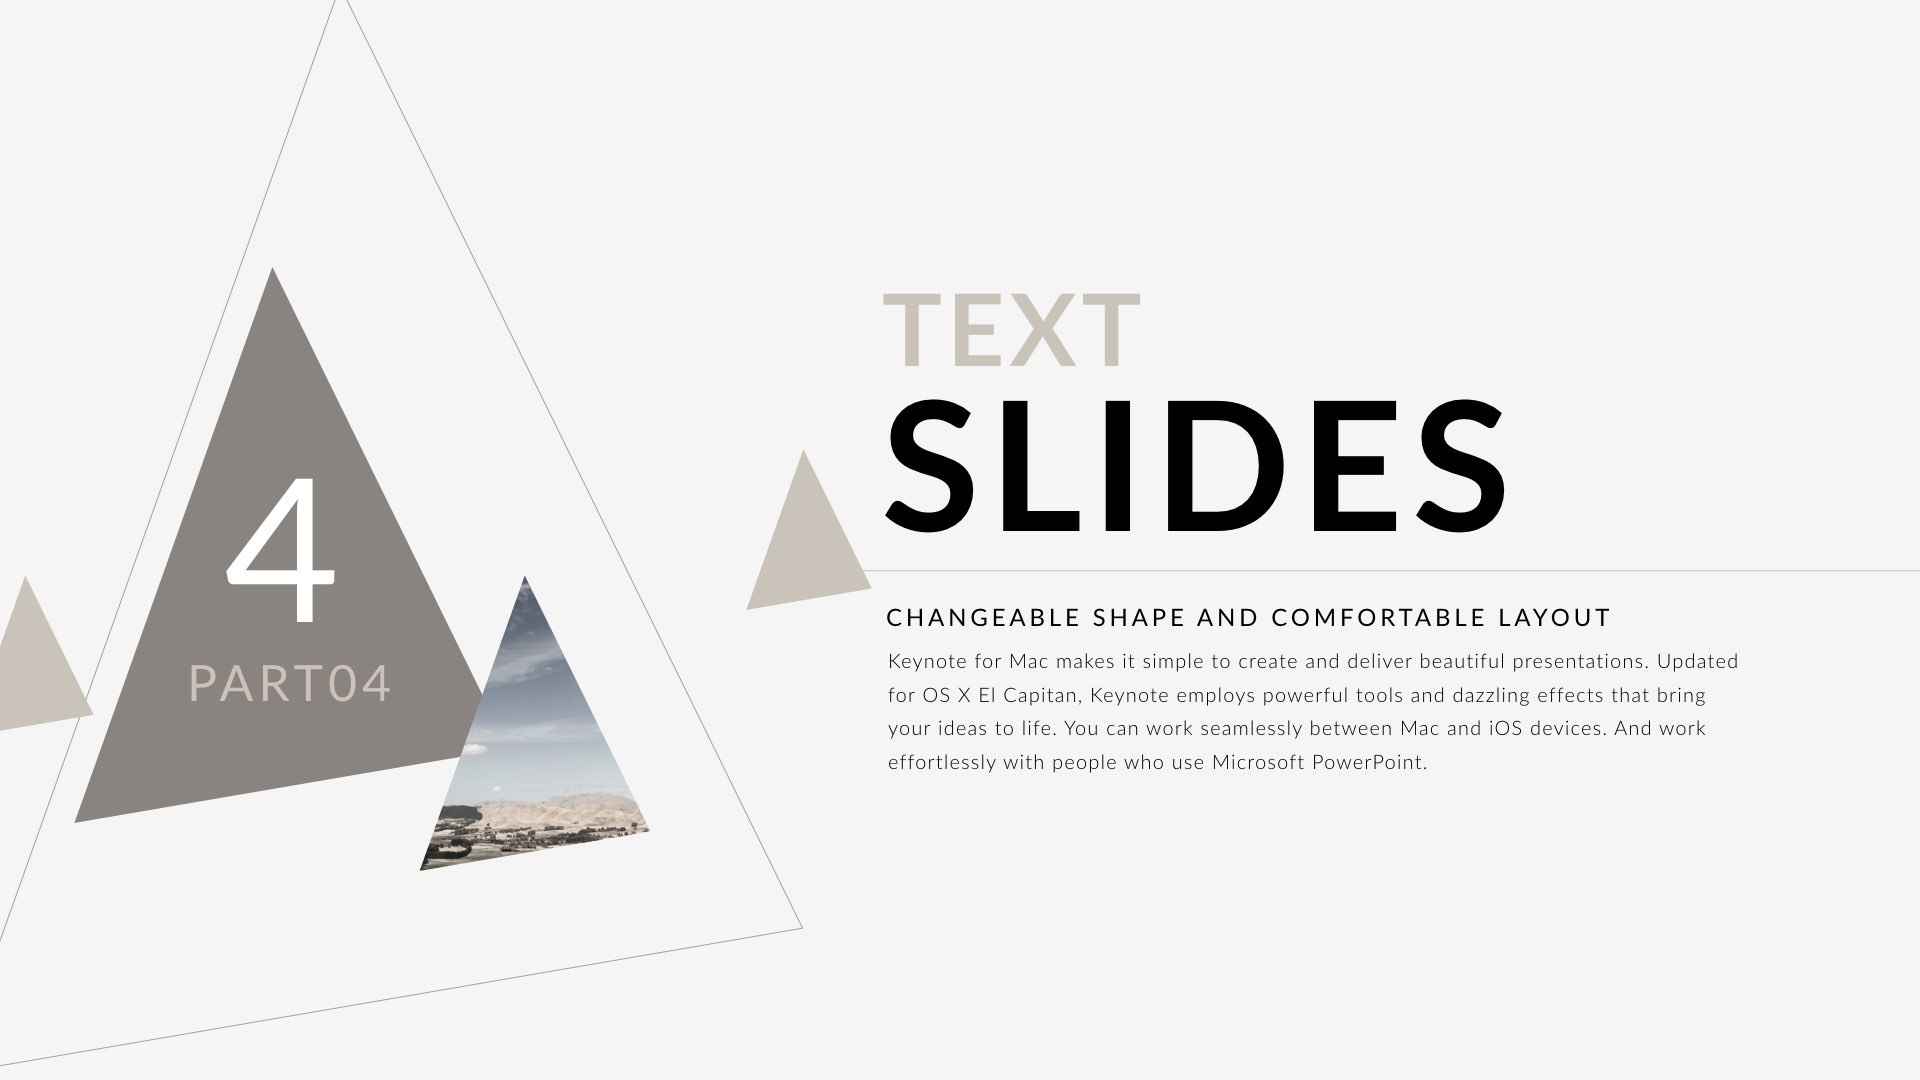 4
PART04
TEXT
SLIDES
CHANGEABLE SHAPE AND COMFORTABLE LAYOUT
Keynote for Mac makes it simple to create and deliver beautiful presentations. Updated
for OS X El Capitan, Keynote employs powerful tools and dazzling effects that bring
your ideas to life. You can work seamlessly between Mac and iOS devices. And work
effortlessly with people who use Microsoft PowerPoint.